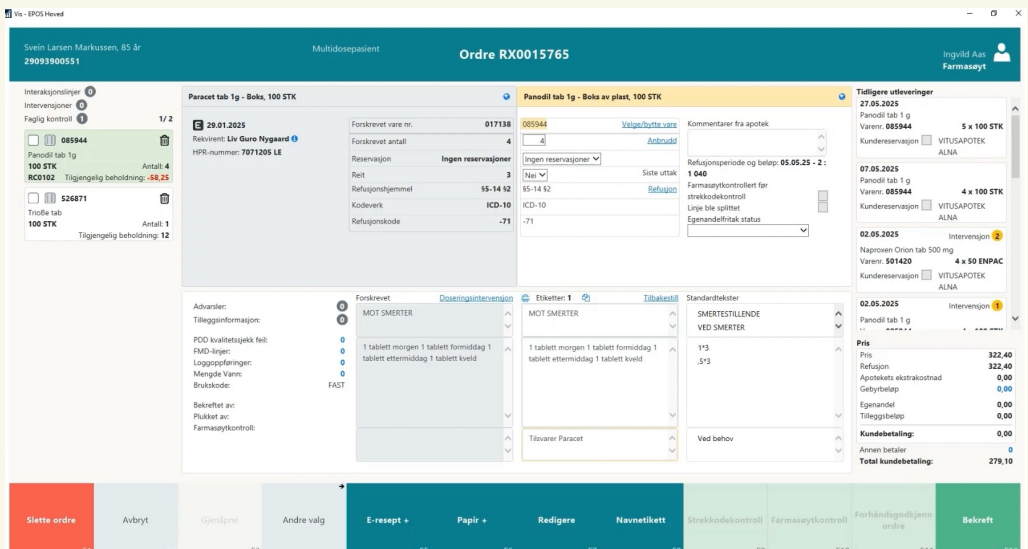 Vis - EPOS Hoved
Svein Larsen Markussen, 85 år
29093900551
Multidosepasient
Ordre RX0015765
Ingvild Aas
Farmasøyt
Interaksjonslinjer 0
Intervensjoner 0
Faglig kontroll 1
1/ 2
085944
Panodil tab 1g
100 STK Antall: 4
RC0102 Tilgjengelig beholdning: -58,25
526871
TrioBe tab
100 STK Antall: 1
Tilgjengelig beholdning: 12
Paracet tab 1g - Boks, 100 STK
E 29.01.2025
Rekvirent: Liv Guro Nygaard
HPR-nummer: 7071205 LE
Forskrevet vare nr. 017138
Forskrevet antall 4
Reservasjon Ingen reservasjoner
Reit 3
Refusjonshjemmel §5-14 §2
Kodeverk ICD-10
Refusjonskode -71
Panodil tab 1g - Boks av plast, 100 STK
085944 Velge/bytte vare
4 Anbrudd
Ingen reservasjoner
Nei Siste uttak
§5-14 §2 Refusjon
ICD-10
-71
Kommentarer fra apotek
Refusjonsperiode og beløp: 05.05.25 - 2 :
1 040
Farmasøytkontrollert før
strekkodekontroll
Linje ble splittet
Egenandelfritak status
Tidligere utleveringer
27.05.2025
Panodil tab 1 g
Varenr. 085944 5 x 100 STK
Kundereservasjon VITUSAPOTEK
ALNA
07.05.2025
Panodil tab 1 g
Varenr. 085944 4 x 100 STK
Kundereservasjon VITUSAPOTEK
ALNA
02.05.2025 Intervensjon 2
Naproxen Orion tab 500
mg
Varenr. 501420 4 x 50 ENPAC
Kundereservasjon VITUSAPOTEK
ALNA
02.05.2025 Intervensjon 1
Panodil tab 1 g
Advarsler: 0
Tilleggsinformasjon: 0
PDD kvalitetssjekk feil: 0
FMD-linjer: 0
Loggoppføringer: 0
Mengde Vann: 0
Brukskode: FAST
Bekreftet av:
Plukket av:
Farmasøytkontroll:
Forskrevet Doseringsintervensjon
MOT SMERTER
1 tablett morgen 1 tablett formiddag 1
tablett ettermiddag 1 tablett kveld
Etiketter: 1 Tilbakestill
MOT SMERTER
1 tablett morgen 1 tablett formiddag 1
tablett ettermiddag 1 tablett kveld
Tilsvarer Paracet
Standardtekster
SMERTESTILLENDE
VED SMERTER
1*3
,5*3
Ved behov
Pris
Pris 322,40
Refusjon 322,40
Apotekets ekstrakostnad 0,00
Gebyrbeløp 0,00
Egenandel 0,00
Tilleggsbeløp 0,00
Kundebetaling: 0,00
Annen betaler 0
Total kundebetaling: 279,10
Slette ordre
Avbryt
Gjenåpne
Andre valg
E-resept +
Papir +
Redigere
Navnetikett
Strekkodekontroll
Farmasøytkontroll
Forhåndsgodkjenn
ordre
Bekreft